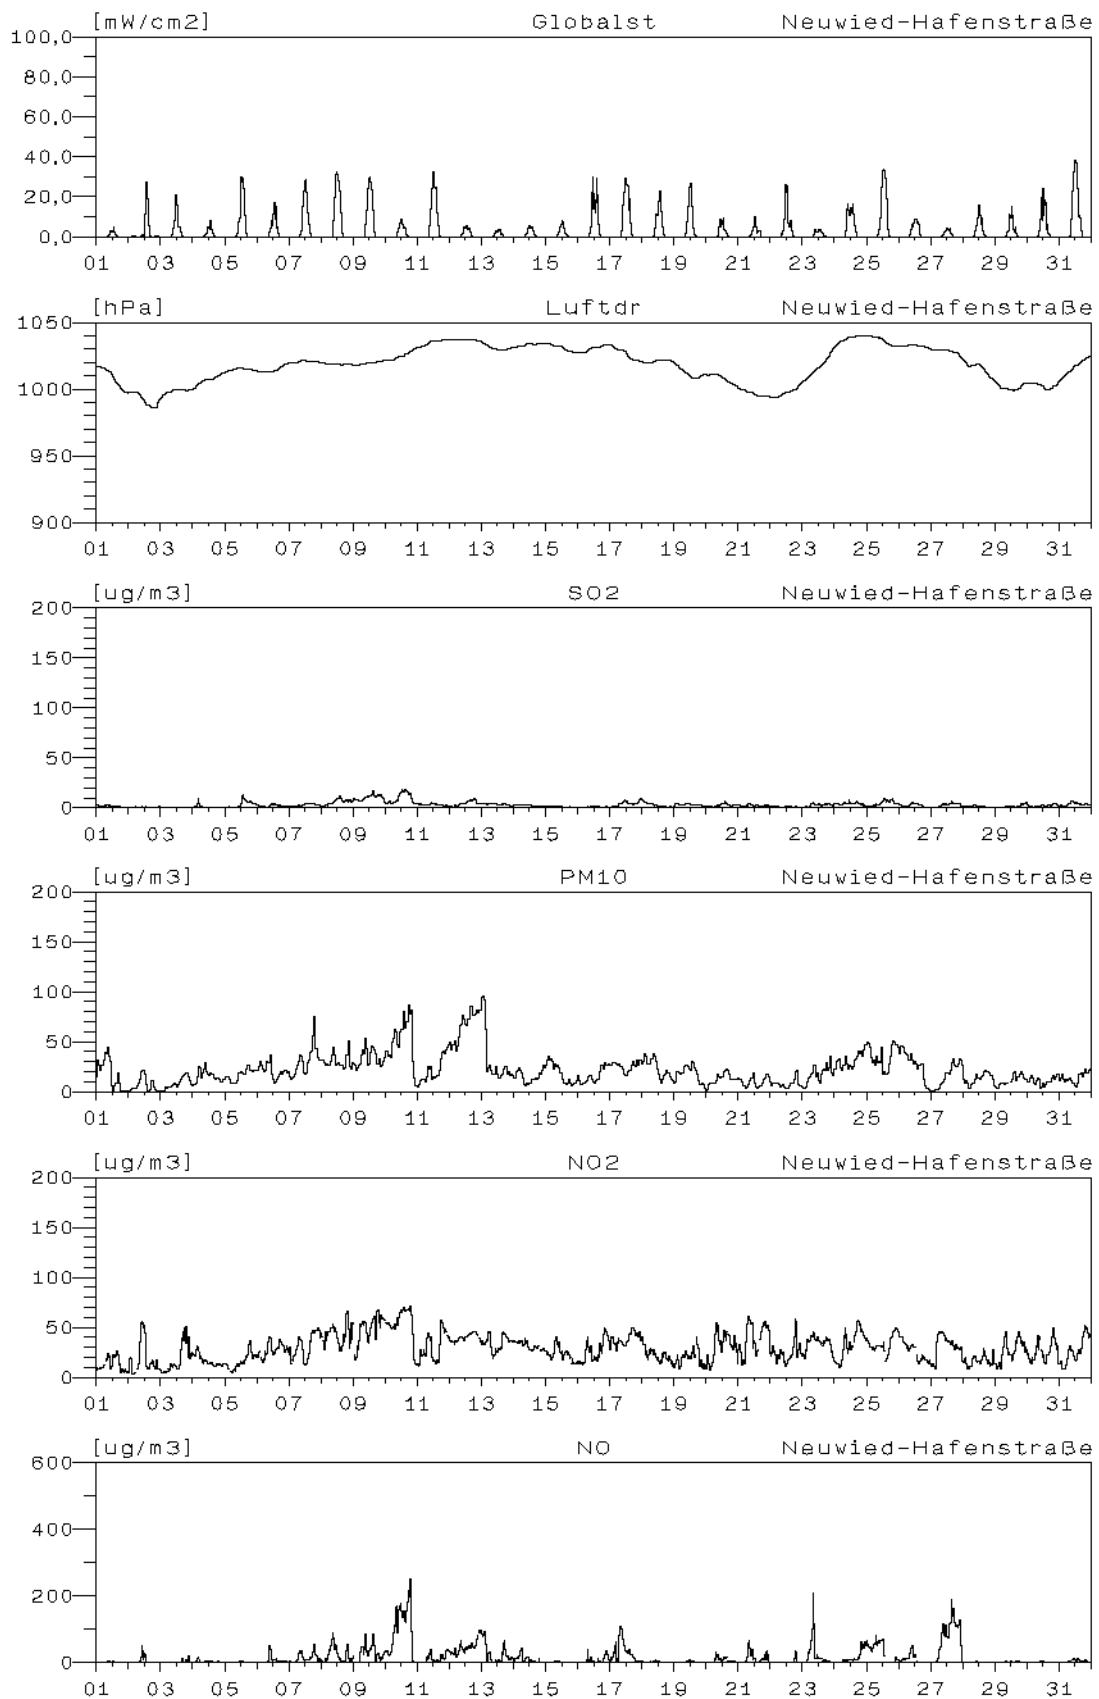 [mW/cm2] Globalst Neuwied-Hafenstraße
100,0
80,0
60,0
40,0
20,0
0,0
01 03 05 07 09 11 13 15 17 19 21 23 25 27 29 31
[hPa] Luftdr Neuwied-Hafenstraße
1050
1000
950
900
01 03 05 07 09 11 13 15 17 19 21 23 25 27 29 31
[ug/m3] SO2 Neuwied-Hafenstraße
200
150
100
50
0
01 03 05 07 09 11 13 15 17 19 21 23 25 27 29 31
[ug/m3] PM10 Neuwied-Hafenstraße
200
150
100
50
0
01 03 05 07 09 11 13 15 17 19 21 23 25 27 29 31
[ug/m3] NO2 Neuwied-Hafenstraße
200
150
100
50
0
01 03 05 07 09 11 13 15 17 19 21 23 25 27 29 31
[ug/m3] NO Neuwied-Hafenstraße
600
400
200
0
01 03 05 07 09 11 13 15 17 19 21 23 25 27 29 31